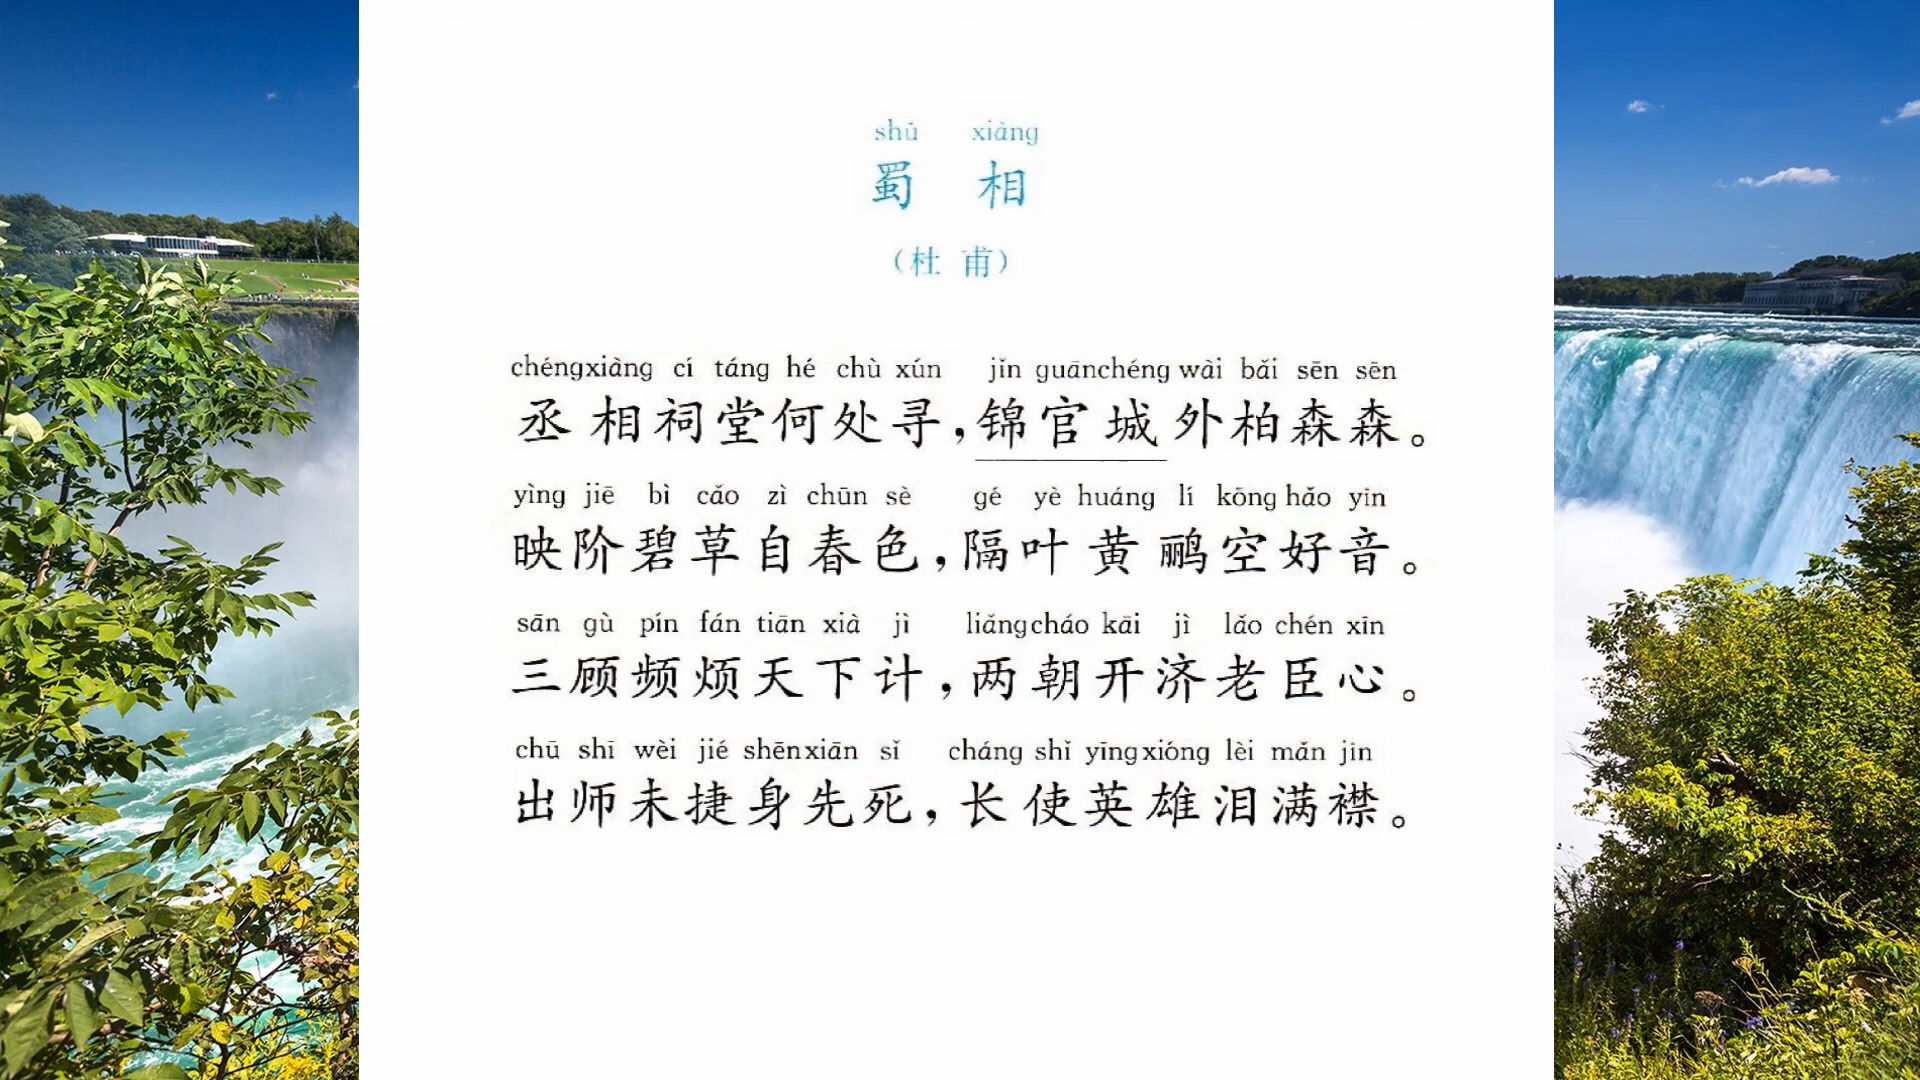 shǔ xiàng
蜀 相
（杜 甫）
chéngxiàng cí táng hé chù xún jǐn guānchéng wài bǎi sēn sēn
丞相祠堂何处寻，锦官城外柏森森。
yìng jiē bì cǎo zì chūn sè gé yè huáng lí kōng hǎo yīn
映阶碧草自春色，隔叶黄鹂空好音。
sān gù pín fán tiān xià jì liǎngcháo kāi jì lǎo chén xīn
三顾频烦天下计，两朝开济老臣心。
chū shī wèi jié shēnxiān sǐ cháng shǐ yīngxióng lèi mǎn jīn
出师未捷身先死，长使英雄泪满襟。